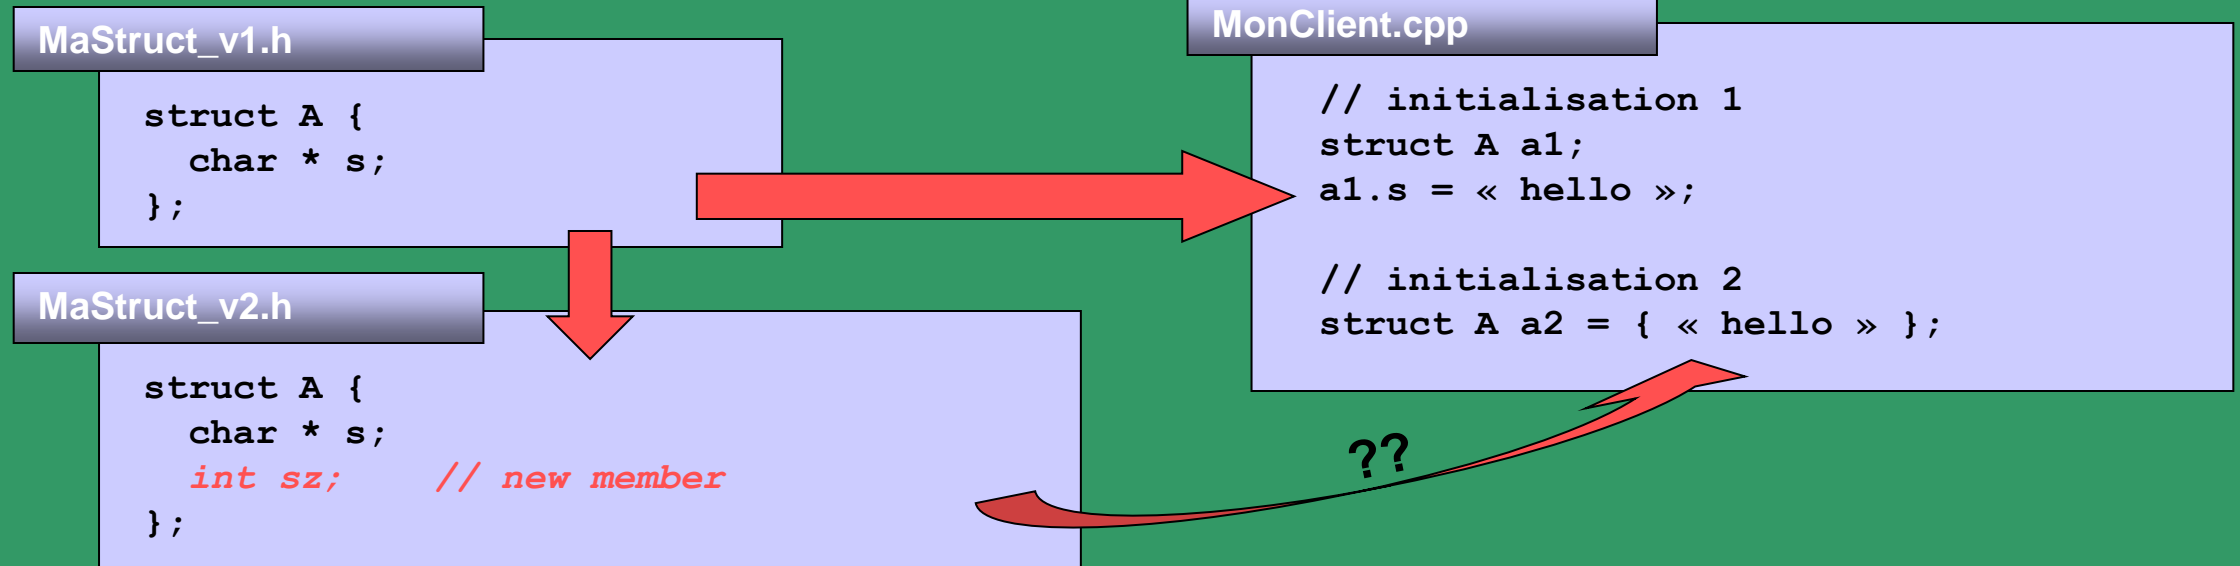 MaStruct_v1.h
struct A {
char * s;
};
MaStruct_v2.h
struct A {
char * s;
int sz; // new member
};
MonClient.cpp
// initialisation 1
struct A a1;
a1.s = « hello »;
// initialisation 2
struct A a2 = { « hello » };
??